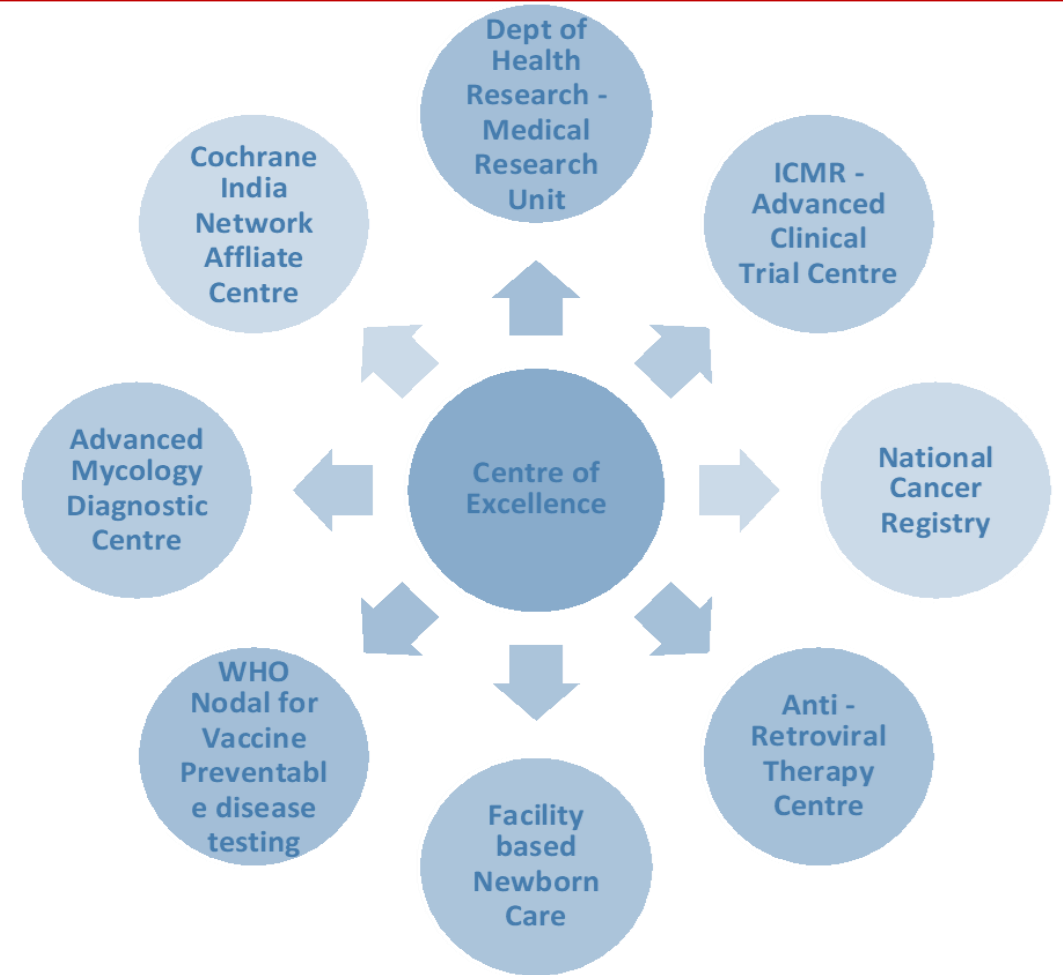 Dept of
Health
Research -
Medical
Research
Unit
ICMR -
Advanced
Clinical
Trial Centre
National
Cancer
Registry
Anti -
Retroviral
Therapy
Centre
Facility
based
Newborn
Care
WHO
Nodal for
Vaccine
Preventabl
e disease
testing
Advanced
Mycology
Diagnostic
Centre
Cochrane
India
Network
Affliate
Centre
Centre of
Excellence